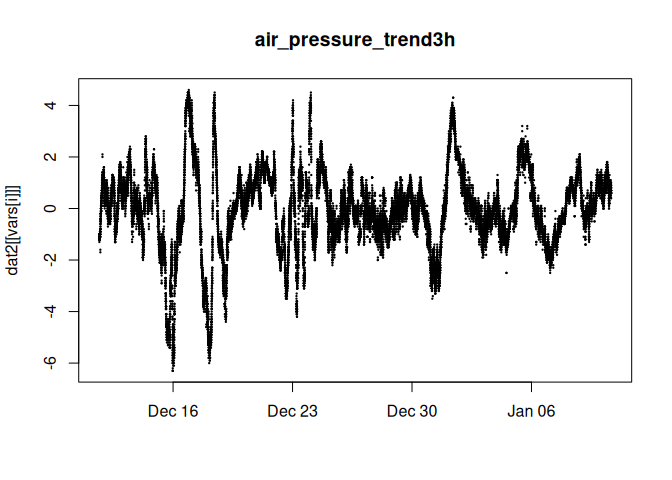 air_pressure_trend3h
dat2[[vars[i]]]
4
2
0
-2
-4
-6
Dec 16
Dec 23
Dec 30
Jan 06